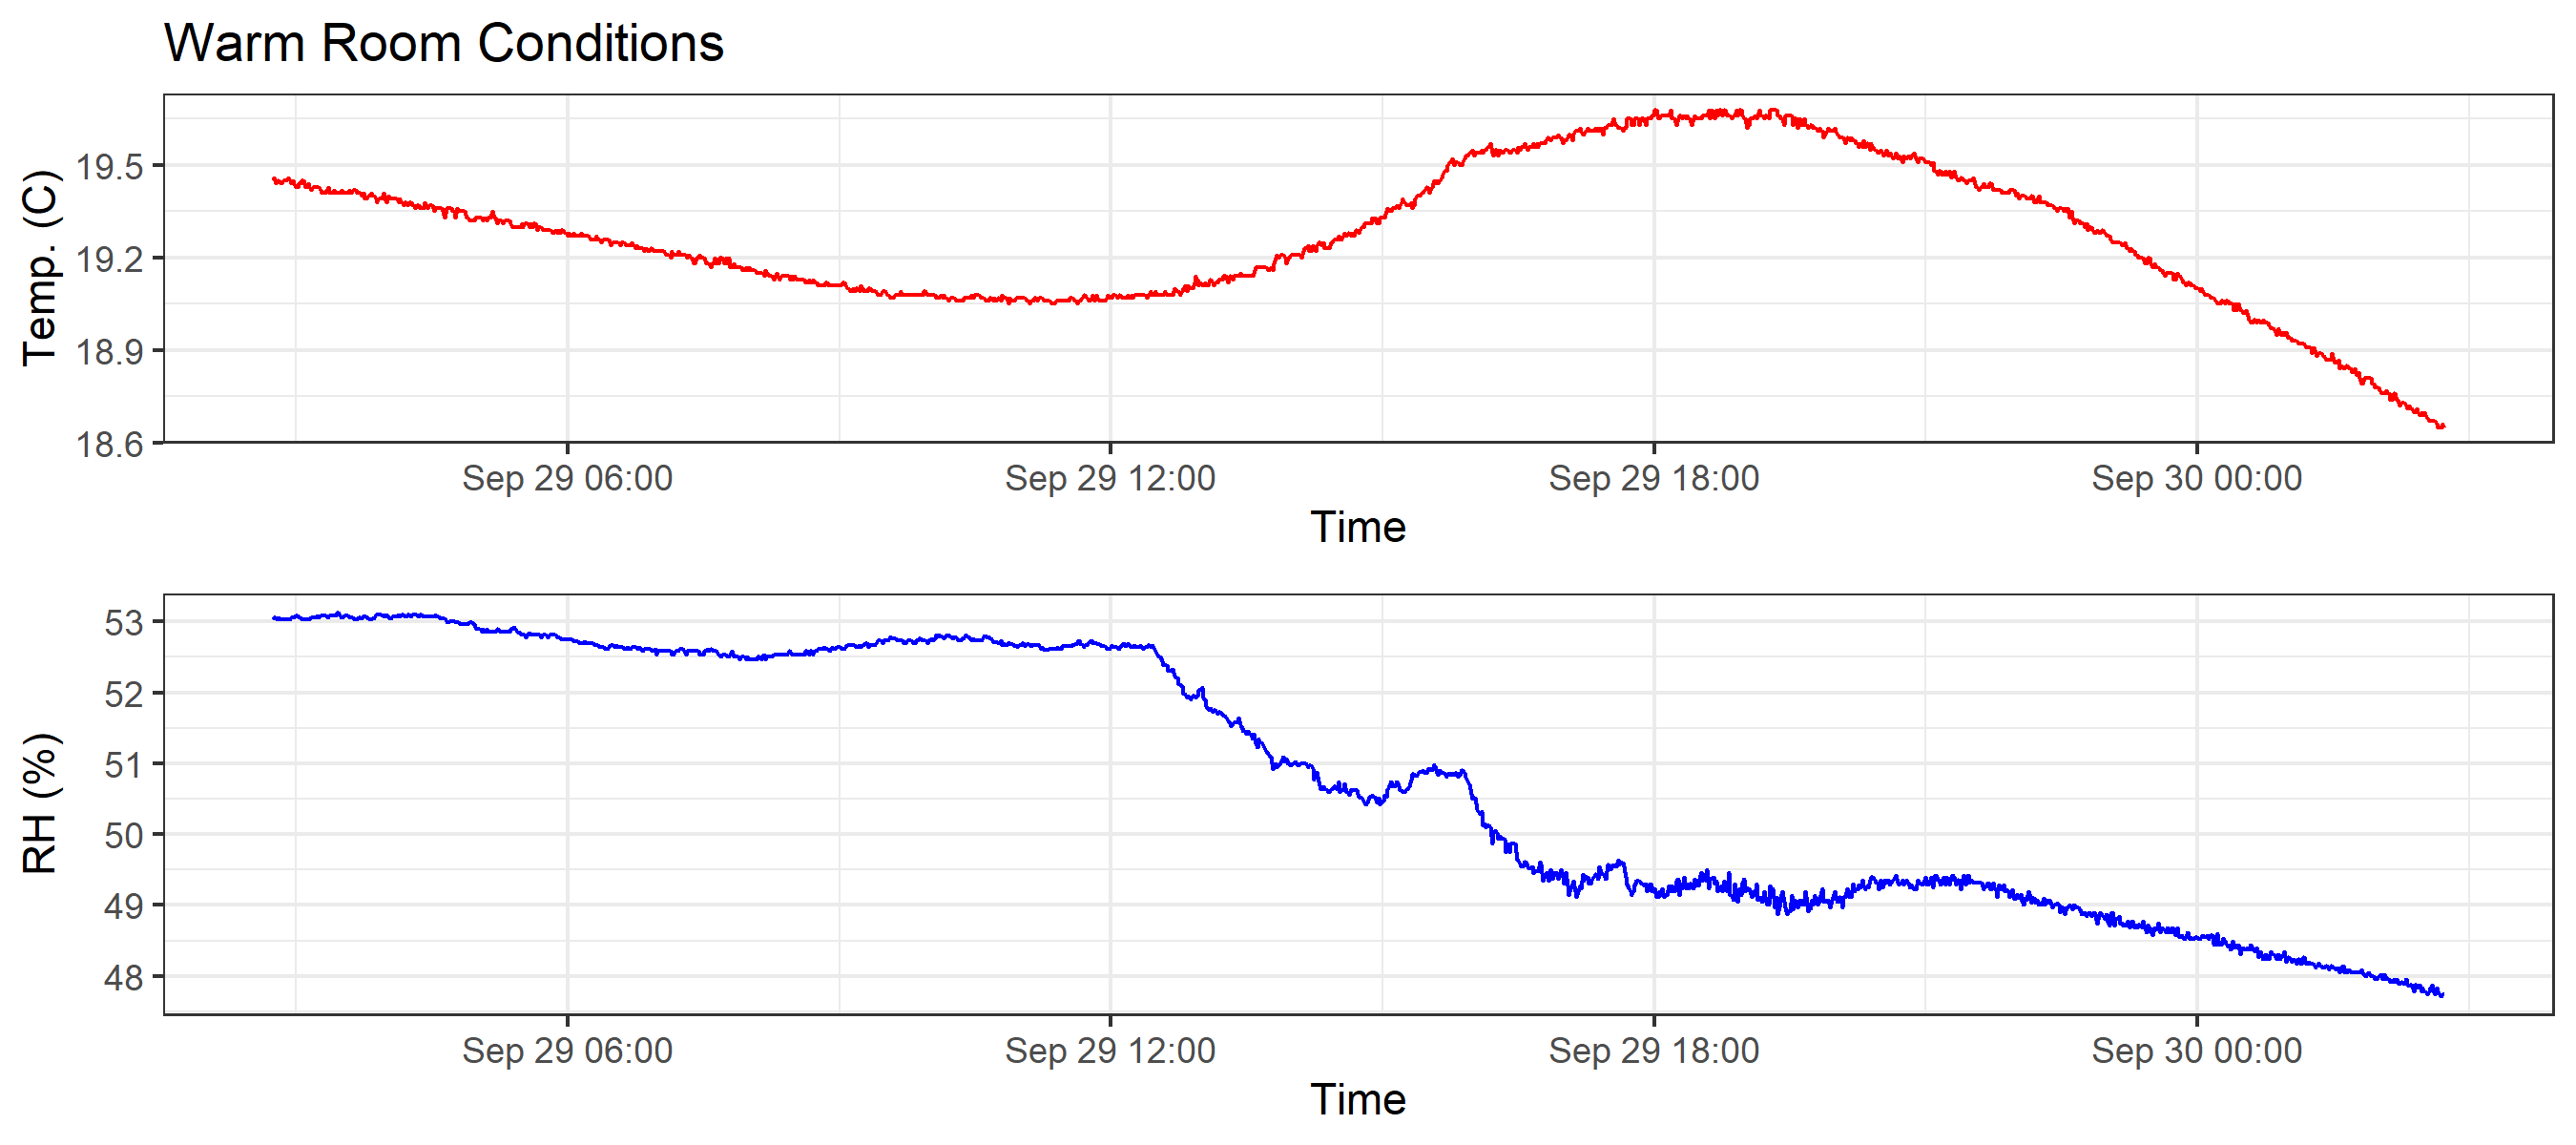 Warm Room Conditions
Temp. (C)
19.5
19.2
18.9
18.6
Sep 29 06:00 Sep 29 12:00 Sep 29 18:00 Sep 30 00:00
Time
RH (%)
53
52
51
50
49
48
Sep 29 06:00 Sep 29 12:00 Sep 29 18:00 Sep 30 00:00
Time